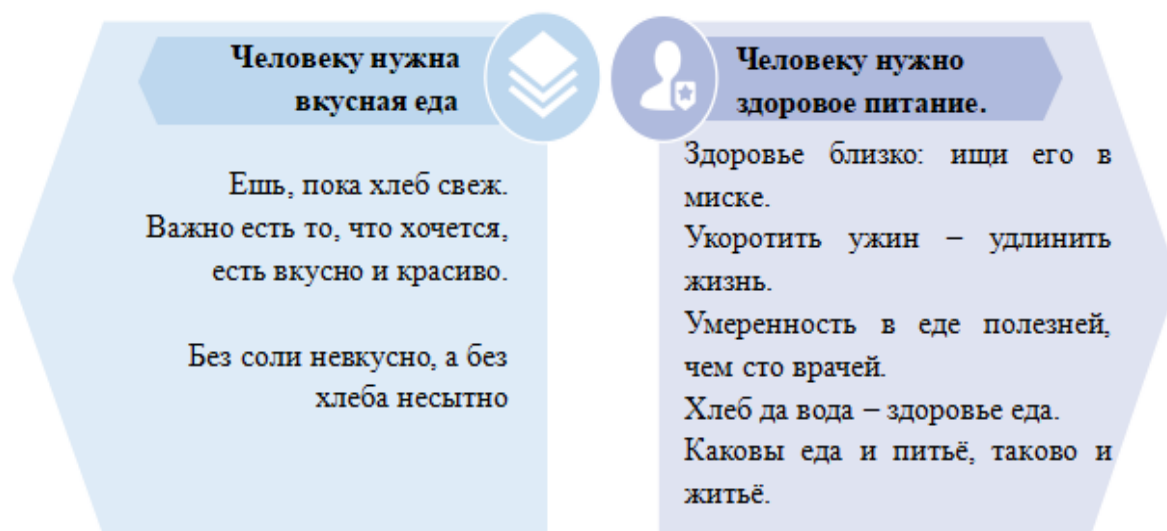 Человеку нужна
вкусная еда
Ешь, пока хлеб свеж.
Важно есть то, что хочется,
есть вкусно и красиво.
Без соли невкусно, а без
хлеба несытно
Человеку нужно
здоровое питание.
Здоровье близко: ищи его в
миске.
Укоротить ужин – удлинить
жизнь.
Умеренность в еде полезней,
чем сто врачей.
Хлеб да вода – здоровье еда.
Каковы еда и питьё, таково и
житьё.